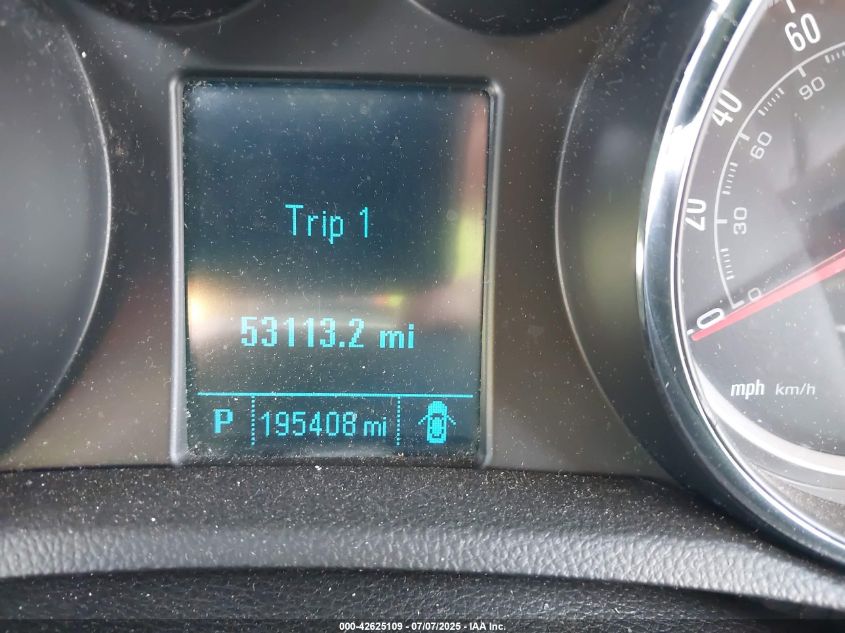 Trip 1
53113.2 mi
P 195408 mi
0 20 40 60
0 30 60 90
mph km/h
000-42625109 - 07/07/2025 - IAA Inc.